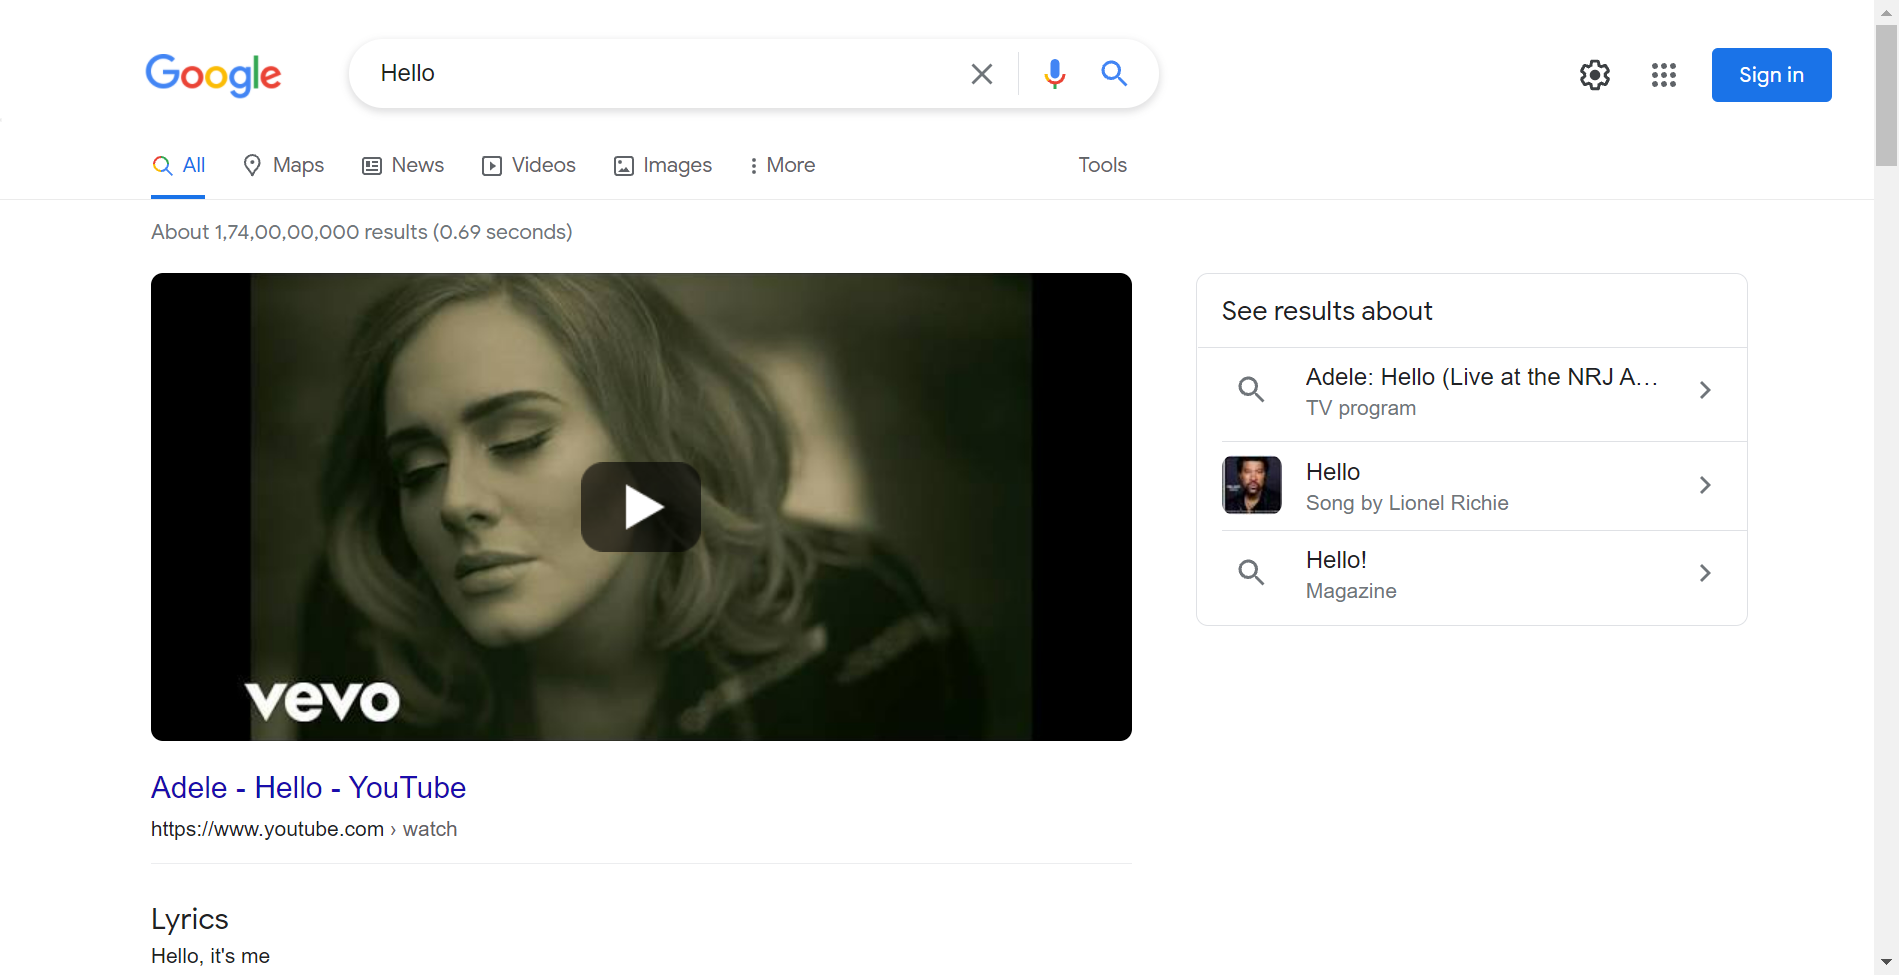 Google
Hello
Sign in
All
Maps
News
Videos
Images
More
Tools
About 1,74,00,00,000 results (0.69 seconds)
vevo
Adele - Hello - YouTube
https://www.youtube.com › watch
Lyrics
Hello, it's me
See results about
Adele: Hello (Live at the NRJ A…
TV program
Hello
Song by Lionel Richie
Hello!
Magazine